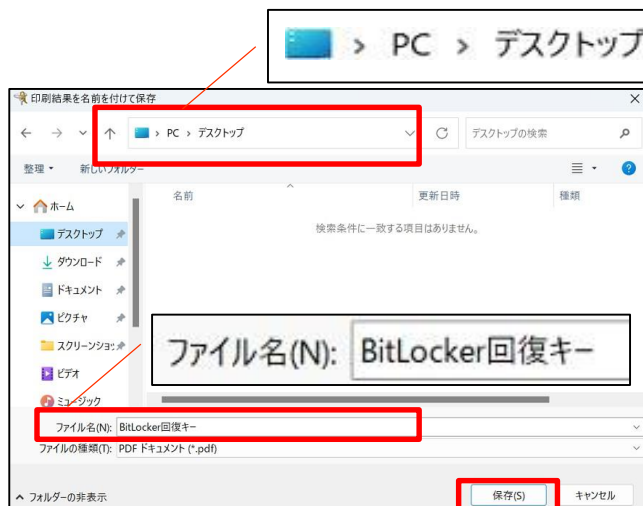 PC > デスクトップ
印刷結果を名前を付けて保存
PC > デスクトップ
デスクトップの検索
整理
新しいフォルダー
名前 更新日時 種類
検索条件に一致する項目はありません。
ホーム
デスクトップ
ダウンロード
ドキュメント
ピクチャ
スクリーンショ
ビデオ
ミュージック
ファイル名(N): BitLocker回復キー
ファイル名(N): BitLocker回復キー
ファイルの種類(T): PDF ドキュメント (*.pdf)
フォルダーの非表示
保存(S)
キャンセル